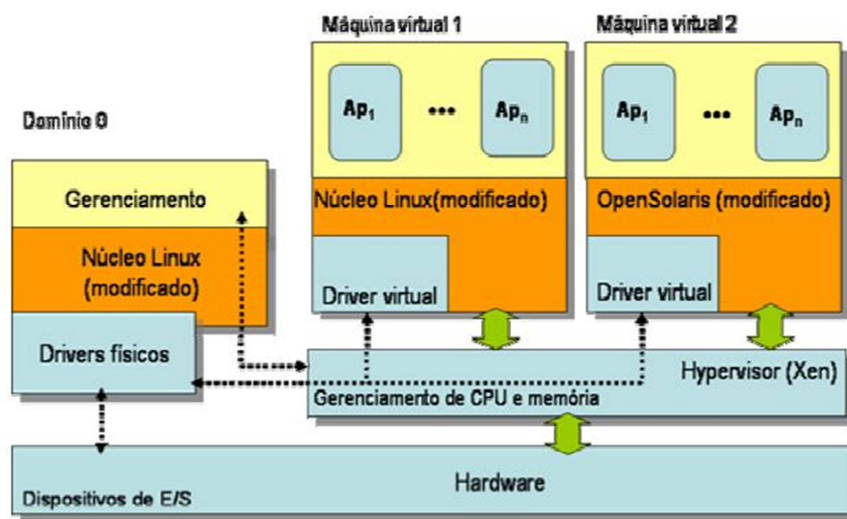 Máquina virtual 1
Máquina virtual 2
Ap1 ... Apn
Ap1 ... Apn
Domínio 0
Gerenciamento
Núcleo Linux
(modificado)
Drivers físicos
Núcleo Linux(modificado)
Driver virtual
OpenSolaris (modificado)
Driver virtual
Hypervisor (Xen)
Gerenciamento de CPU e memória
Hardware
Dispositivos de E/S